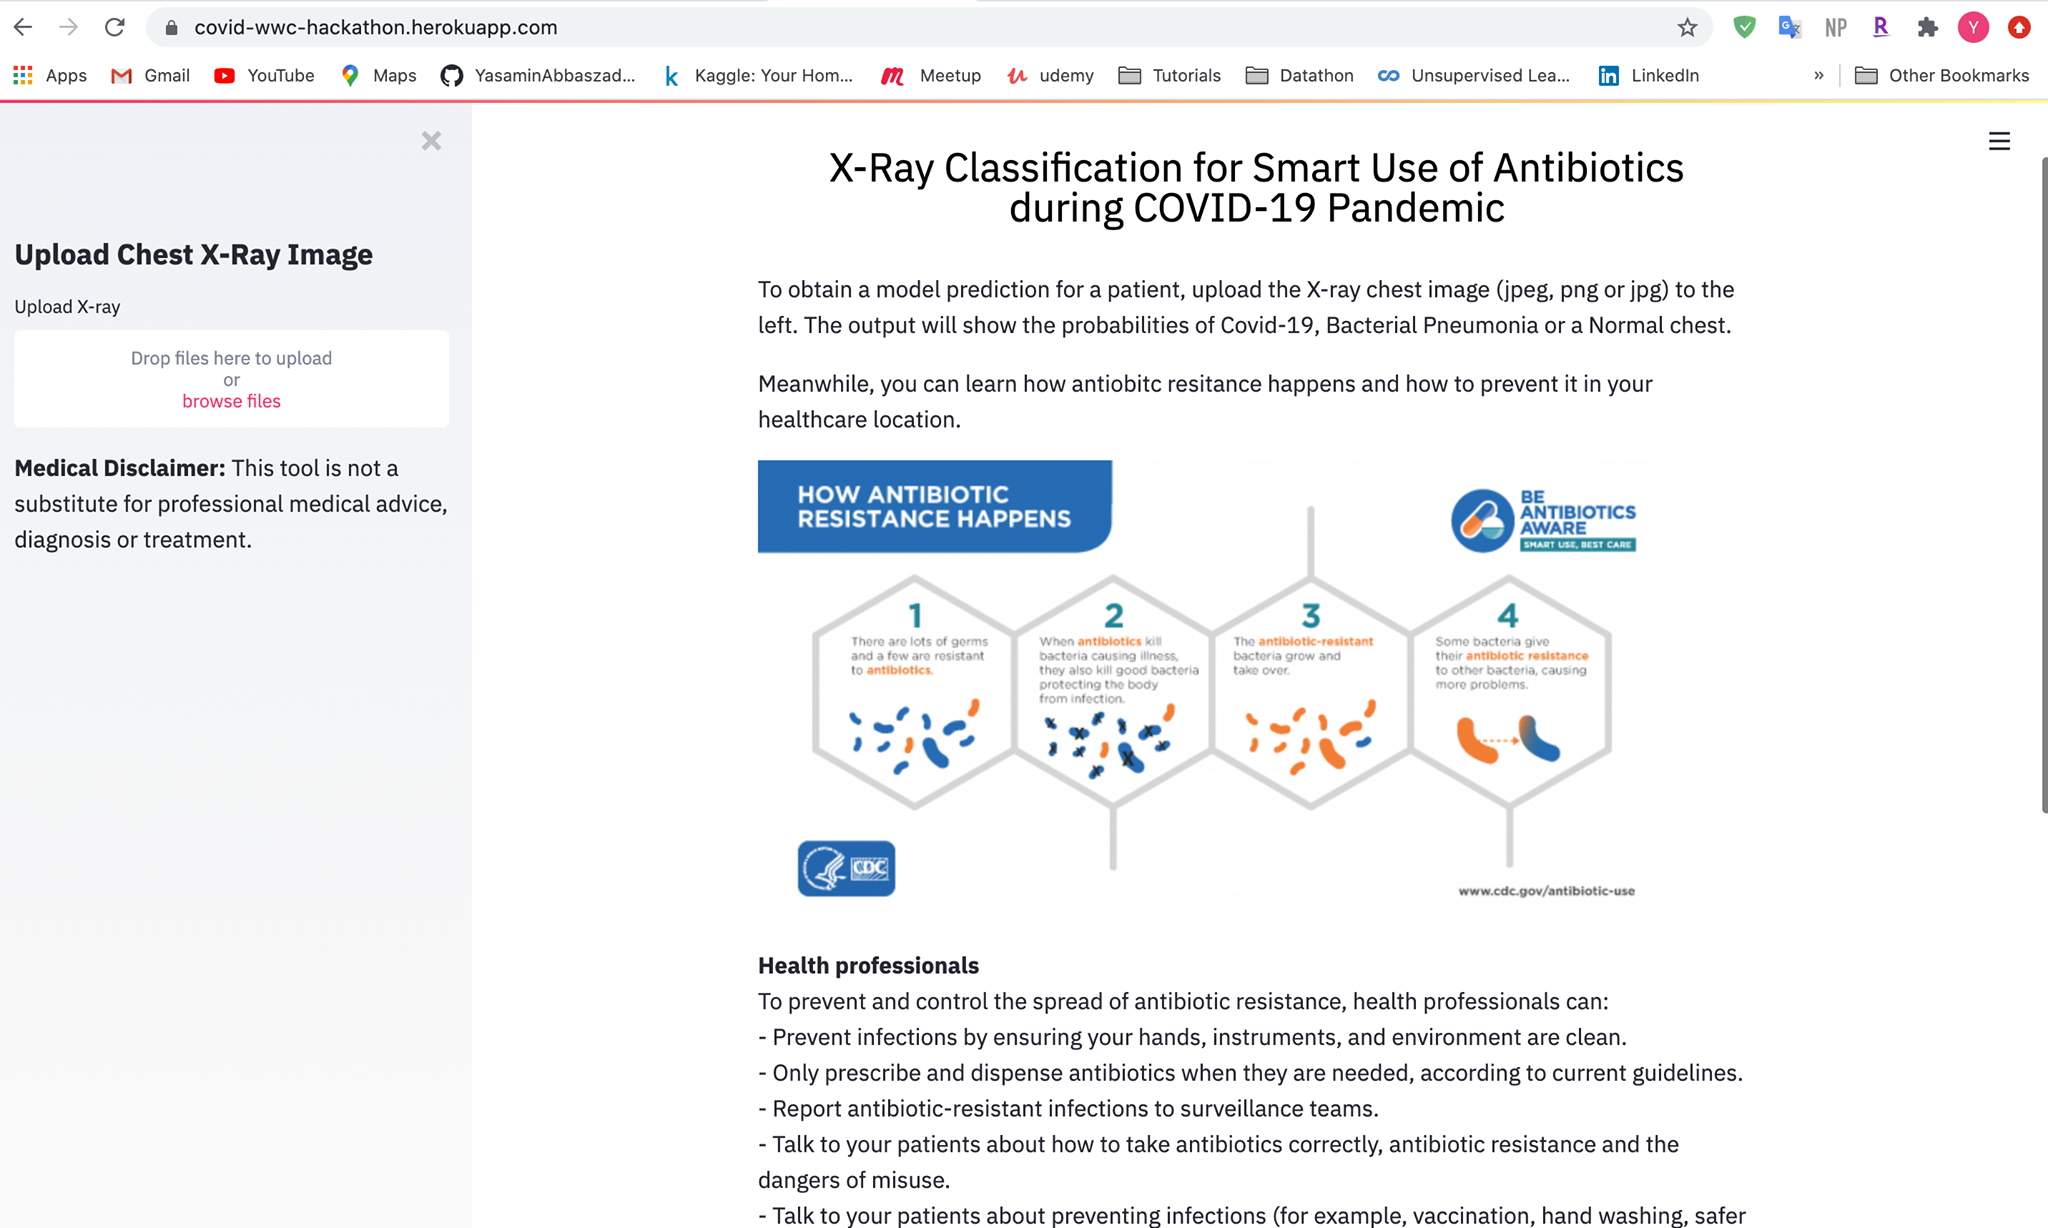 covid-wwc-hackathon.herokuapp.com
NP
R
Y
Apps
Gmail
YouTube
Maps
YasaminAbbaszad...
Kaggle: Your Hom...
Meetup
udemy
Tutorials
Datathon
Unsupervised Lea...
LinkedIn
»
Other Bookmarks
Upload Chest X-Ray Image
Upload X-ray
Drop files here to upload
or
browse files
Medical Disclaimer: This tool is not a
substitute for professional medical advice,
diagnosis or treatment.
X-Ray Classification for Smart Use of Antibiotics
during COVID-19 Pandemic
To obtain a model prediction for a patient, upload the X-ray chest image (jpeg, png or jpg) to the
left. The output will show the probabilities of Covid-19, Bacterial Pneumonia or a Normal chest.
Meanwhile, you can learn how antiobitc resitance happens and how to prevent it in your
healthcare location.
HOW ANTIBIOTIC
RESISTANCE HAPPENS
BE
ANTIBIOTICS
AWARE
SMART USE, BEST CARE
1
There are lots of germs
and a few are resistant
to antibiotics.
2
When antibiotics kill
bacteria causing illness,
they also kill good bacteria
protecting the body
from infection.
3
The antibiotic-resistant
bacteria grow and
take over.
4
Some bacteria give
their antibiotic resistance
to other bacteria, causing
more problems.
CDC
www.cdc.gov/antibiotic-use
Health professionals
To prevent and control the spread of antibiotic resistance, health professionals can:
- Prevent infections by ensuring your hands, instruments, and environment are clean.
- Only prescribe and dispense antibiotics when they are needed, according to current guidelines.
- Report antibiotic-resistant infections to surveillance teams.
- Talk to your patients about how to take antibiotics correctly, antibiotic resistance and the
dangers of misuse.
- Talk to your patients about preventing infections (for example, vaccination, hand washing, safer